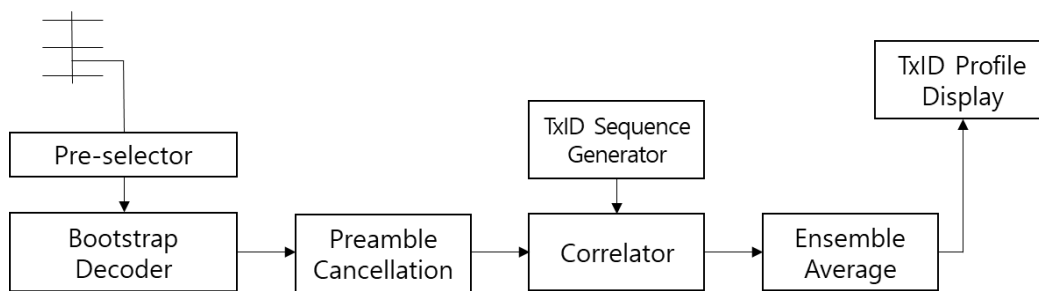 TxID Profile
Display
TxID Sequence
Generator
Pre-selector
Bootstrap
Decoder
Preamble
Cancellation
Correlator
Ensemble
Average